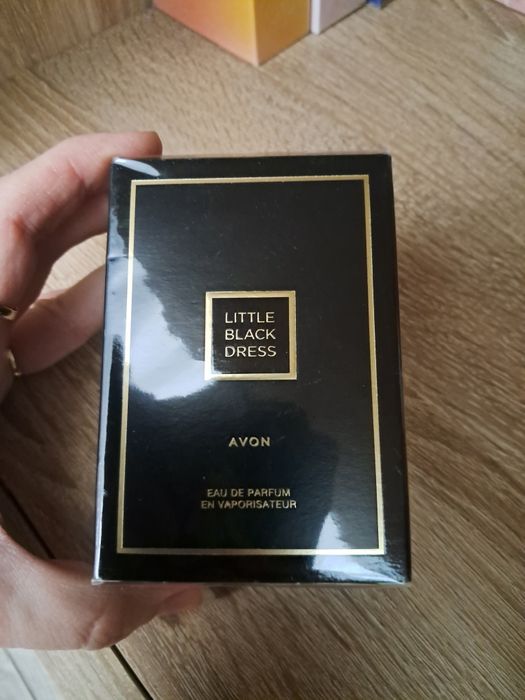 LITTLE
BLACK
DRESS
AVON
EAU DE PARFUM
EN VAPORISATEUR